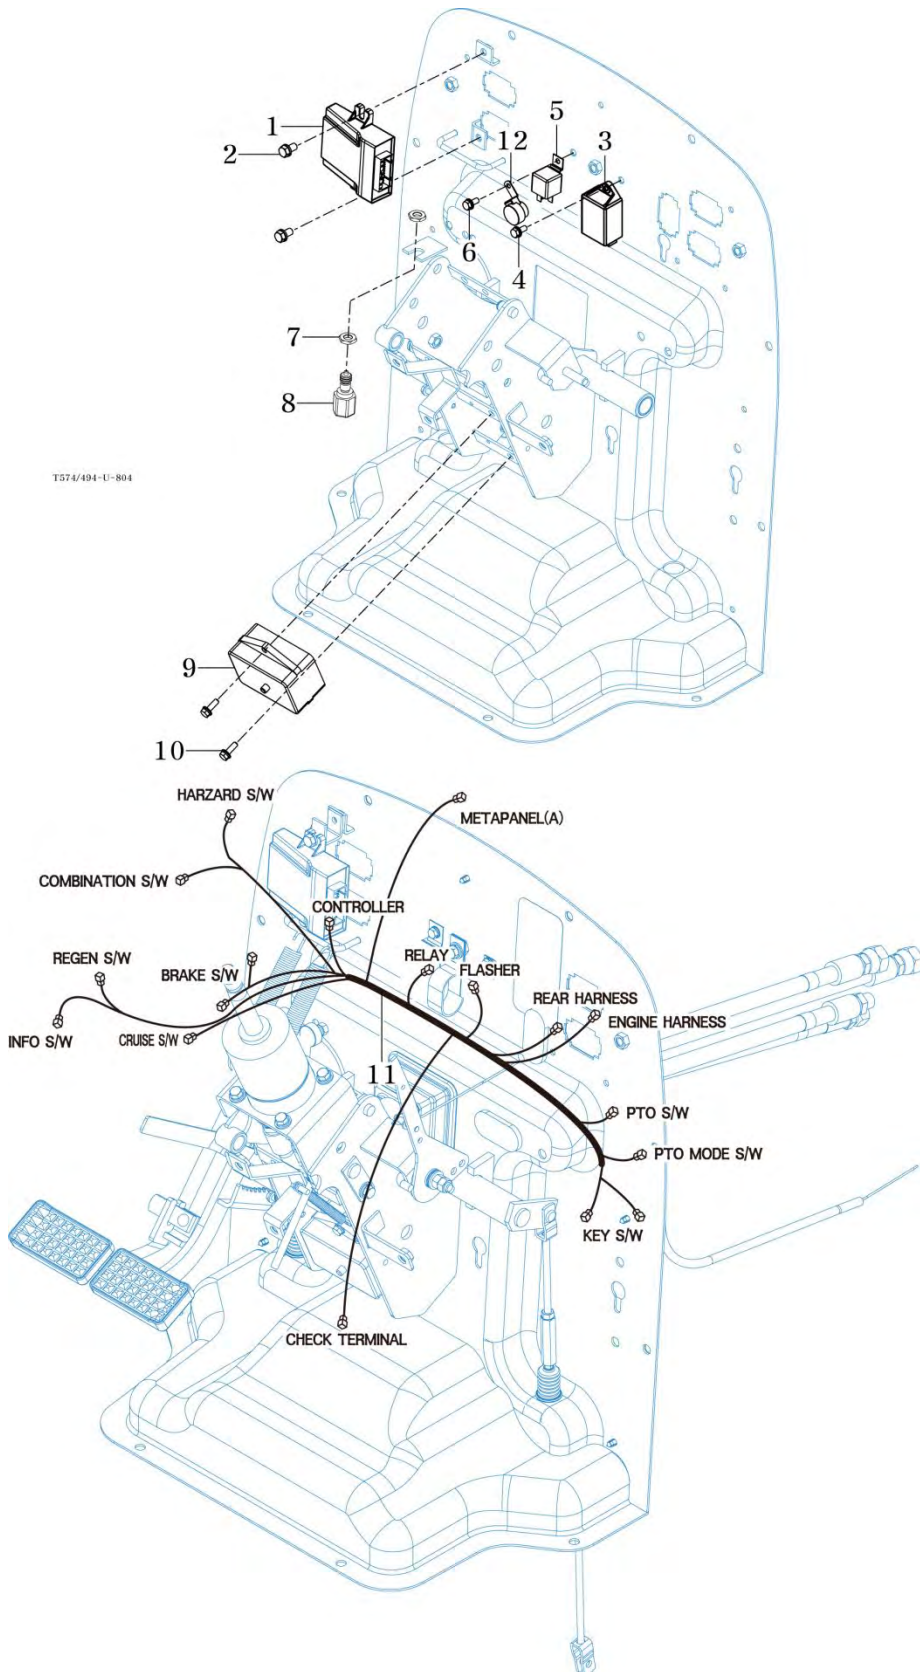 1
2
5
12
3
6
4
7
8
T574/494-U-804
9
10
HARZARD S/W
METAPANEL(A)
COMBINATION S/W
CONTROLLER
REGEN S/W
BRAKE S/W
RELAY
FLASHER
REAR HARNESS
ENGINE HARNESS
INFO S/W
CRUISE S/W
11
PTO S/W
PTO MODE S/W
KEY S/W
CHECK TERMINAL